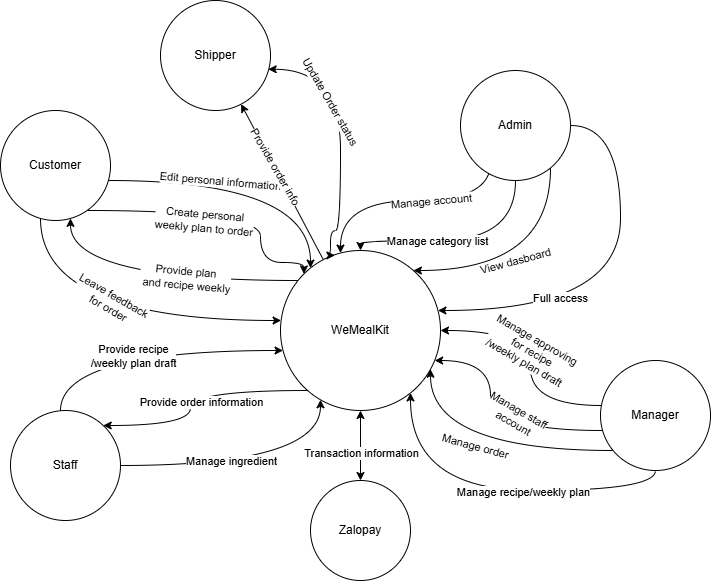 Shipper
Update Order status
Provide order info
Admin
Customer
Edit personal information
Create personal
weekly plan to order
Manage account
Manage category list
View dasboard
Provide plan
and recipe weekly
Leave feedback
for order
Full access
WeMealKit
Manage approving
for recipe
/weekly plan draft
Provide recipe
/weekly plan draft
Manage staff
account
Manager
Provide order information
Manage order
Staff
Manage ingredient
Transaction information
Manage recipe/weekly plan
Zalopay